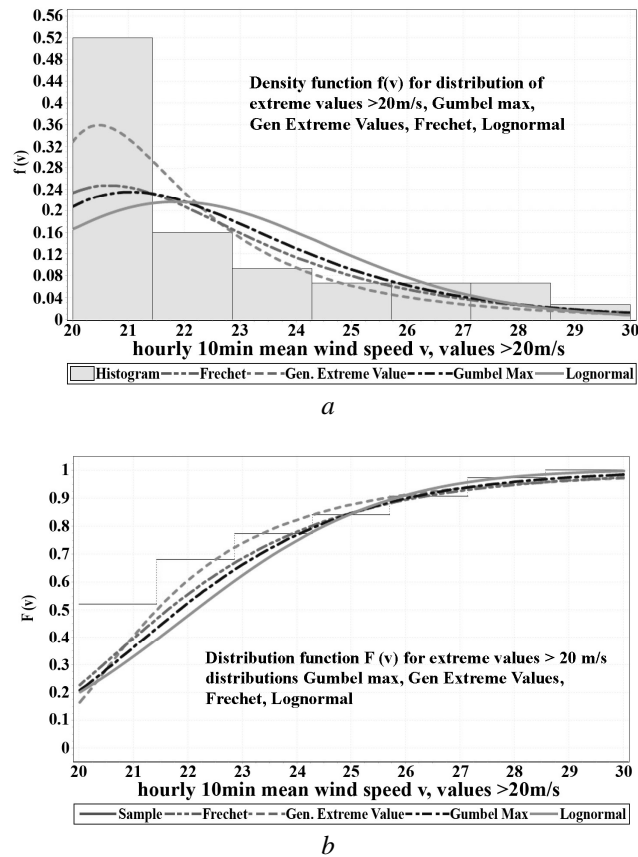 0.56
0.52
0.48
0.44
0.4
0.36
0.32
0.28
0.24
0.2
0.16
0.12
0.08
0.04
0
f (v)
Density function f(v) for distribution of
extreme values >20m/s, Gumbel max,
Gen Extreme Values, Frechet, Lognormal
20 21 22 23 24 25 26 27 28 29 30
hourly 10min mean wind speed v, values >20m/s
Histogram Frechet Gen. Extreme Value Gumbel Max Lognormal
a
1
0.9
0.8
0.7
0.6
0.5
0.4
0.3
0.2
0.1
0
F (v)
Distribution function F (v) for extreme values > 20 m/s
distributions Gumbel max, Gen Extreme Values,
Frechet, Lognormal
20 21 22 23 24 25 26 27 28 29 30
hourly 10min mean wind speed v, values >20m/s
Sample Frechet Gen. Extreme Value Gumbel Max Lognormal
b